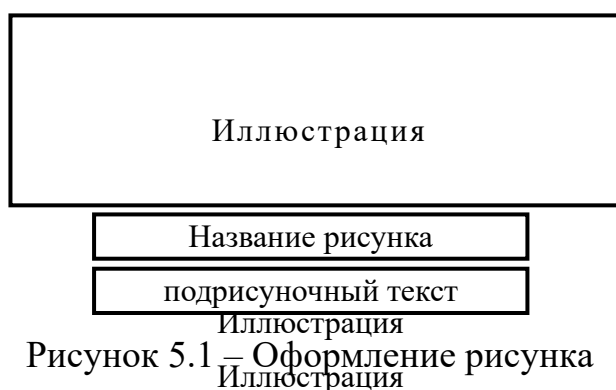 Иллюстрация
Название рисунка
подрисуночный текст
Иллюстрация
Рисунок 5.1 – Оформление рисунка
Иллюстрация